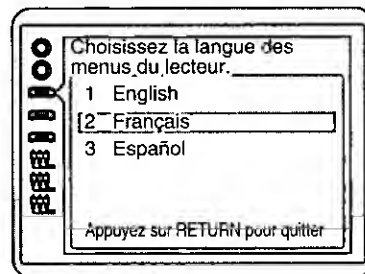 Choisissez la langue des
menus du lecteur.
1 English
2 Français
3 Español
Appuyez sur RETURN pour quitter